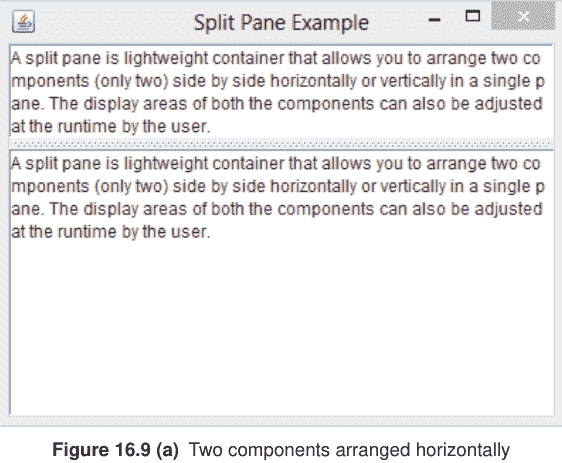 Split Pane Example
A split pane is lightweight container that allows you to arrange two co
mponents (only two) side by side horizontally or vertically in a single p
ane. The display areas of both the components can also be adjusted
at the runtime by the user.
A split pane is lightweight container that allows you to arrange two co
mponents (only two) side by side horizontally or vertically in a single p
ane. The display areas of both the components can also be adjusted
at the runtime by the user.
Figure 16.9 (a) Two components arranged horizontally